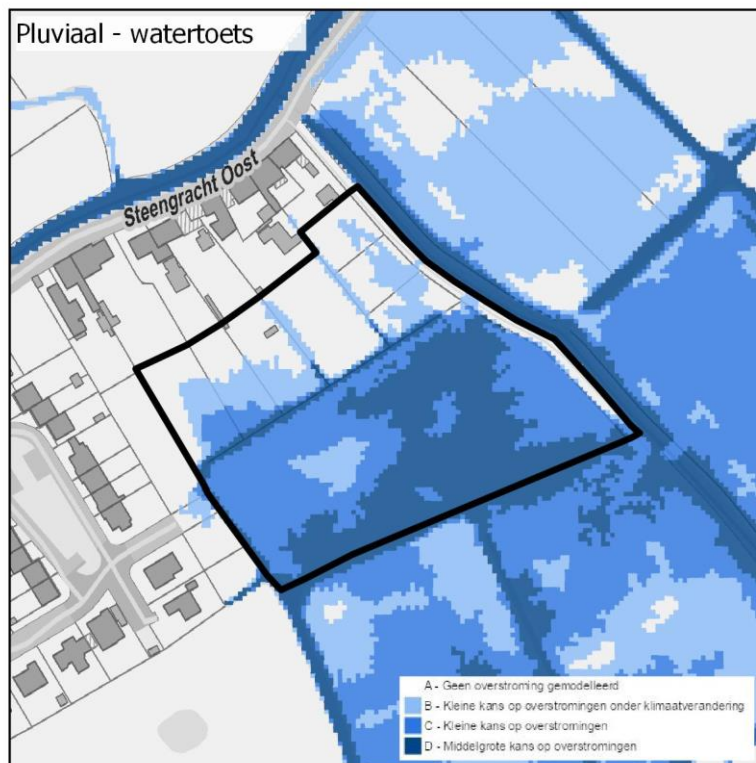 Pluviaal - watertoets
Steengracht Oost
A - Geen overstroming gemodelleerd
B - Kleine kans op overstromingen onder klimaatverandering
C - Kleine kans op overstromingen
D - Middelgrote kans op overstromingen